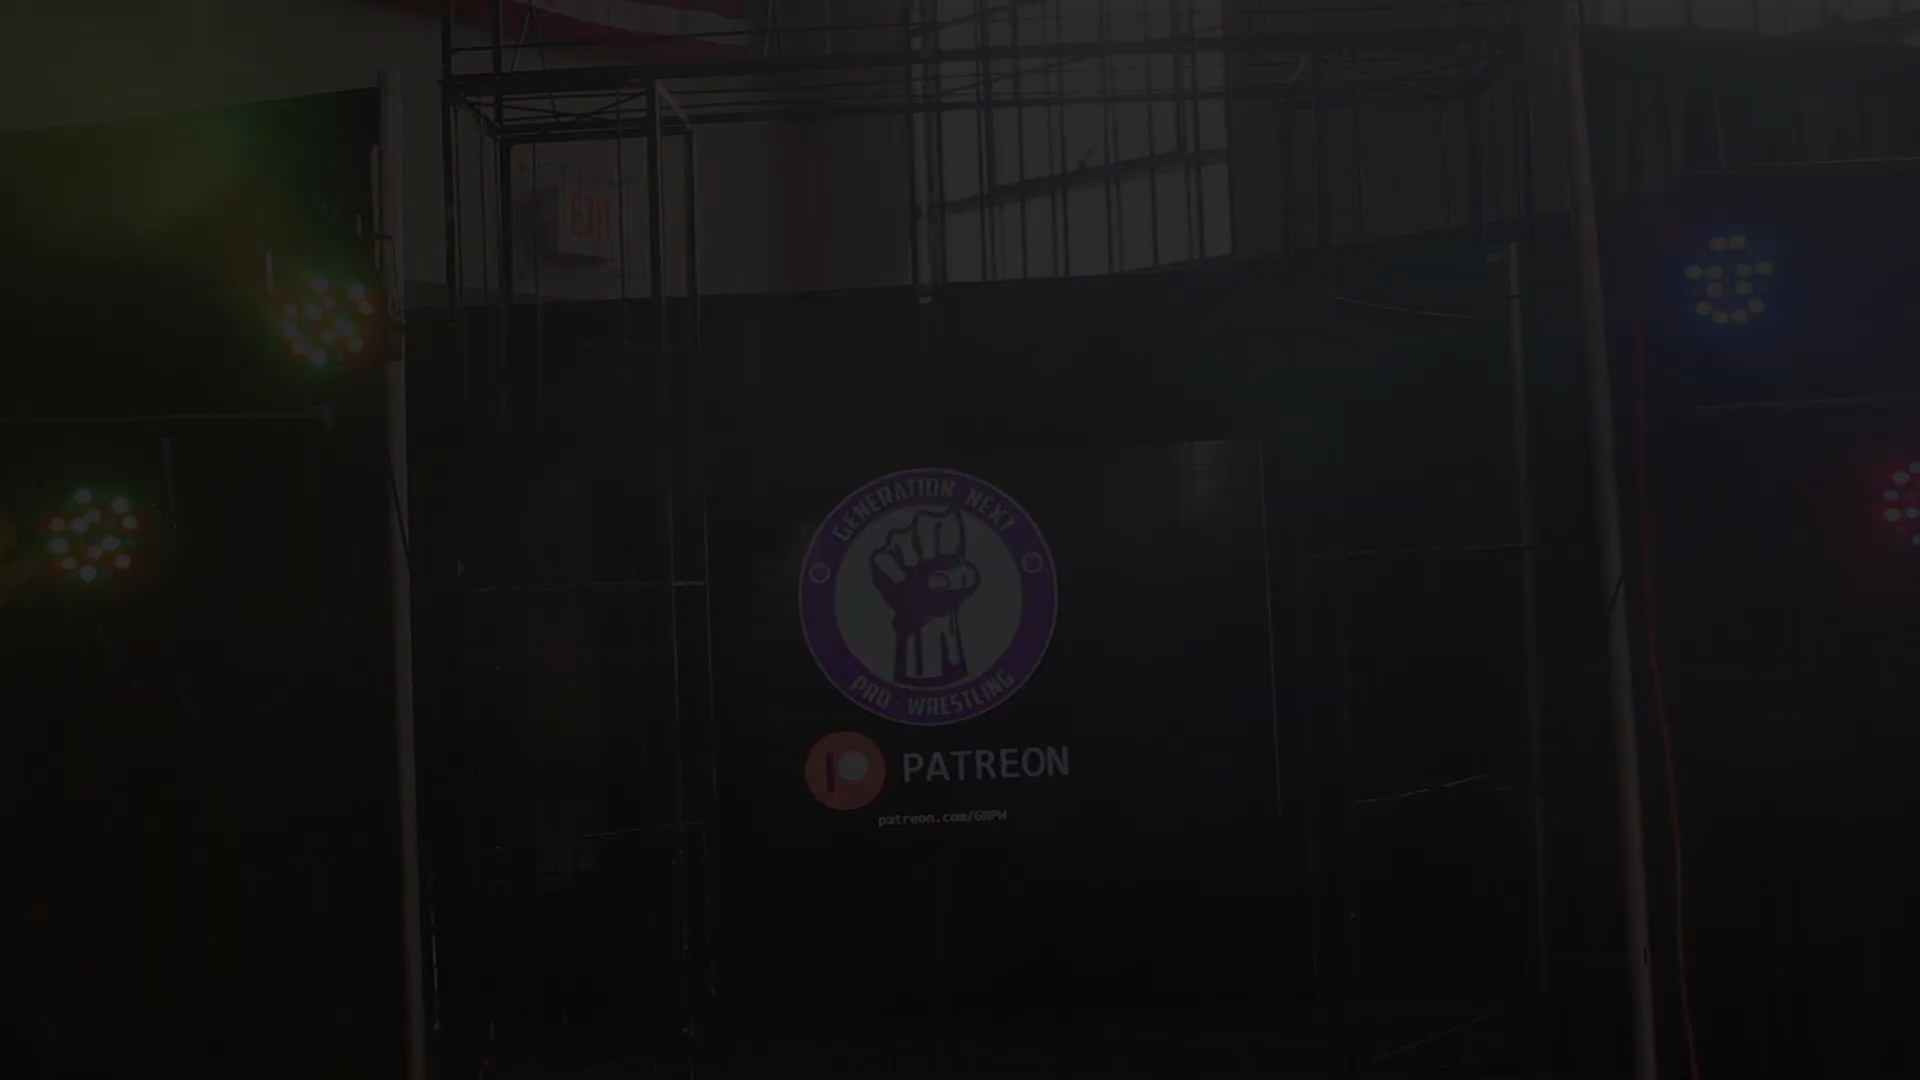 EXIT
GENERATION NEXT
PRO-WRESTLING
PATREON
patreon.com/GNPW